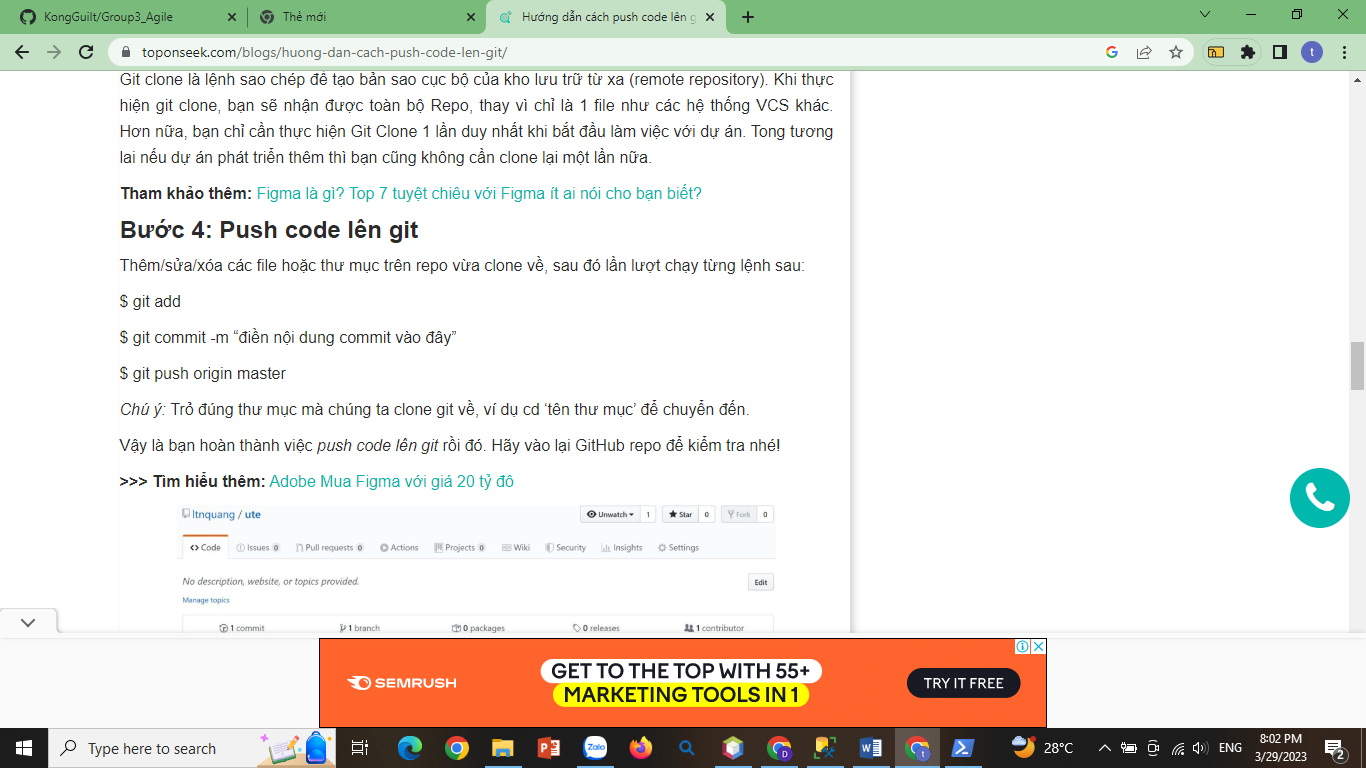 KongGuilt/Group3_Agile
Thẻ mới
Hướng dẫn cách push code lên g
toponseek.com/blogs/huong-dan-cach-push-code-len-git/
t
Git clone là lệnh sao chép để tạo bản sao cục bộ của kho lưu trữ từ xa (remote repository). Khi thực
hiện git clone, bạn sẽ nhận được toàn bộ Repo, thay vì chỉ là 1 file như các hệ thống VCS khác.
Hơn nữa, bạn chỉ cần thực hiện Git Clone 1 lần duy nhất khi bắt đầu làm việc với dự án. Tong tương
lai nếu dự án phát triển thêm thì bạn cũng không cần clone lại một lần nữa.
Tham khảo thêm: Figma là gì? Top 7 tuyệt chiêu với Figma ít ai nói cho bạn biết?
Bước 4: Push code lên git
Thêm/sửa/xóa các file hoặc thư mục trên repo vừa clone về, sau đó lần lượt chạy từng lệnh sau:
$ git add
$ git commit -m “điền nội dung commit vào đây”
$ git push origin master
Chú ý: Trỏ đúng thư mục mà chúng ta clone git về, ví dụ cd ‘tên thư mục’ để chuyển đến.
Vậy là bạn hoàn thành việc push code lên git rồi đó. Hãy vào lại GitHub repo để kiểm tra nhé!
>>> Tìm hiểu thêm: Adobe Mua Figma với giá 20 tỷ đô
ltnquang / ute
Unwatch 1 Star 0 Fork 0
Code Issues 0 Pull requests 0 Actions Projects 0 Wiki Security Insights Settings
No description, website, or topics provided.
Edit
Manage topics
1 commit 1 branch 0 packages 0 releases 1 contributor
SEMRUSH
GET TO THE TOP WITH 55+
MARKETING TOOLS IN 1
TRY IT FREE
Type here to search
Zalo
D
t
28°C
ENG
8:02 PM
3/29/2023
2